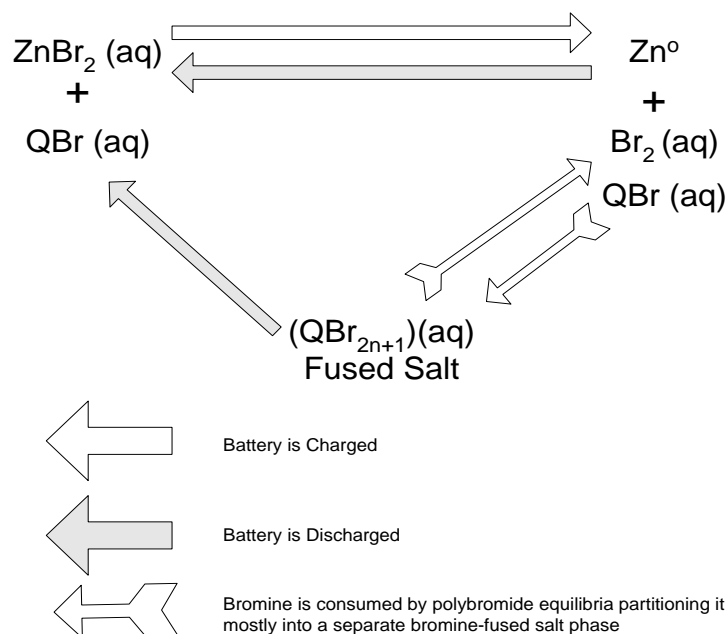 ZnBr₂ (aq)
+
QBr (aq)
Znº
+
Br₂ (aq)
QBr (aq)
(QBr₂ₙ₊₁)(aq)
Fused Salt
Battery is Charged
Battery is Discharged
Bromine is consumed by polybromide equilibria partitioning it
mostly into a separate bromine-fused salt phase